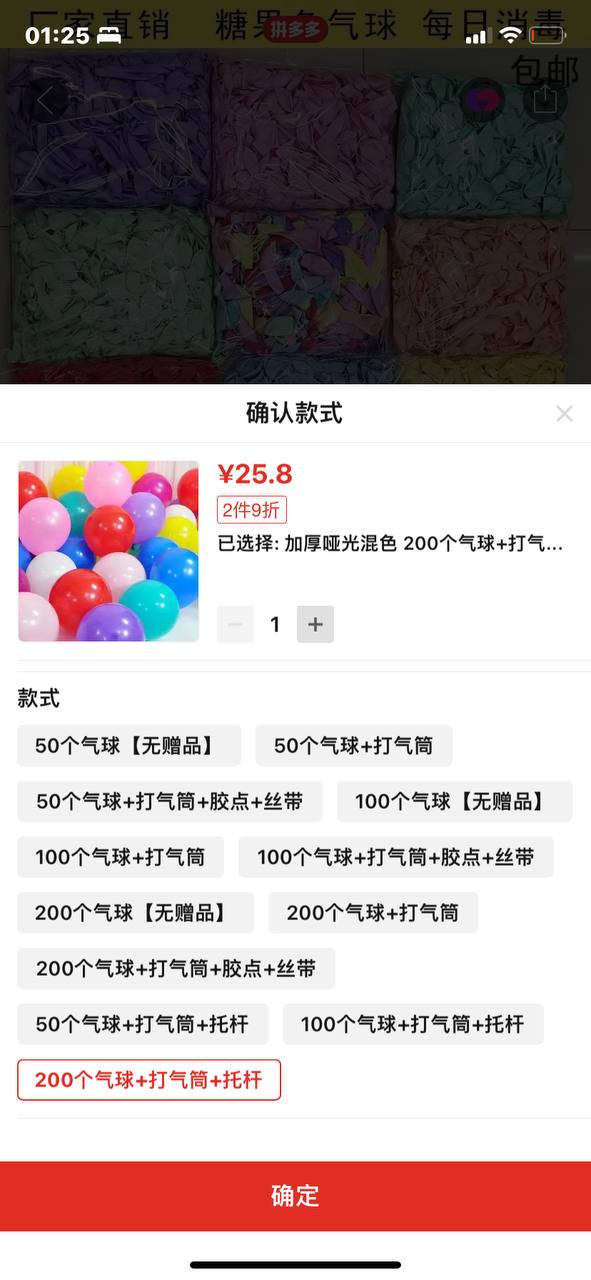 厂家直销 糖果色气球 每日消毒
01:25
拼多多
包邮
确认款式
¥25.8
2件9折
已选择: 加厚哑光混色 200个气球+打气...
1
款式
50个气球【无赠品】 50个气球+打气筒
50个气球+打气筒+胶点+丝带 100个气球【无赠品】
100个气球+打气筒 100个气球+打气筒+胶点+丝带
200个气球【无赠品】 200个气球+打气筒
200个气球+打气筒+胶点+丝带
50个气球+打气筒+托杆 100个气球+打气筒+托杆
200个气球+打气筒+托杆
确定